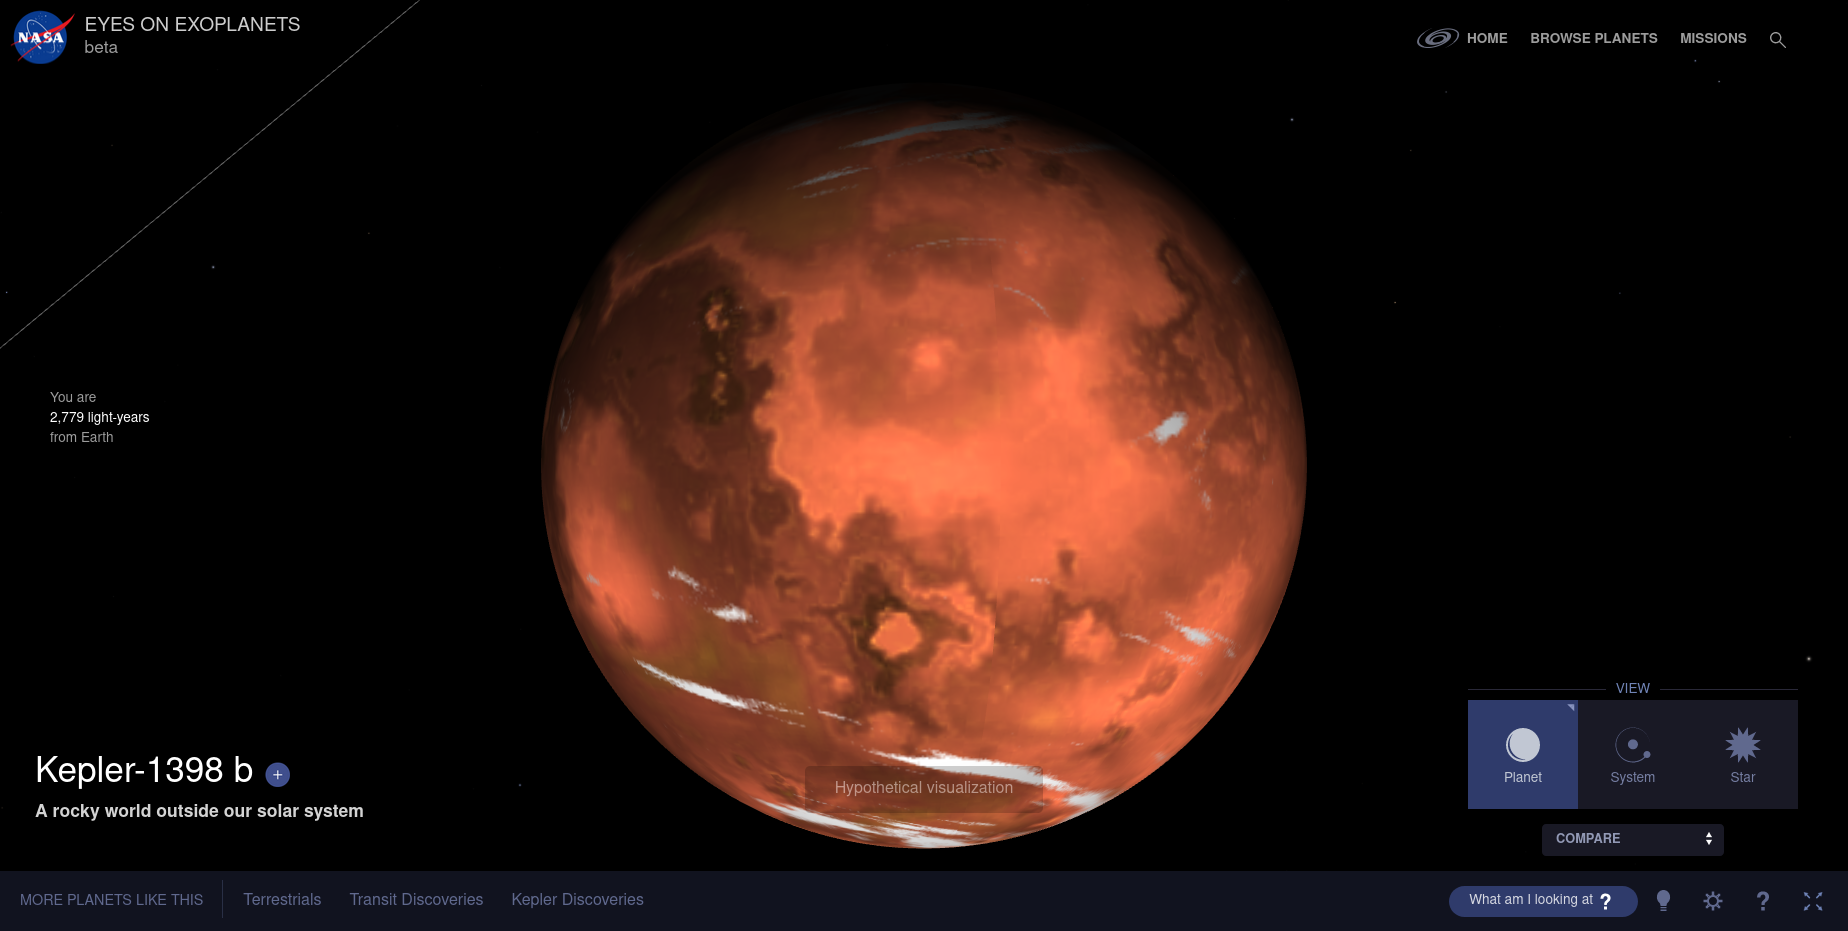 NASA
EYES ON EXOPLANETS
beta
HOME
BROWSE PLANETS
MISSIONS
You are
2,779 light-years
from Earth
Kepler-1398 b +
A rocky world outside our solar system
Hypothetical visualization
VIEW
Planet
System
Star
COMPARE
MORE PLANETS LIKE THIS
Terrestrials
Transit Discoveries
Kepler Discoveries
What am I looking at ?
?